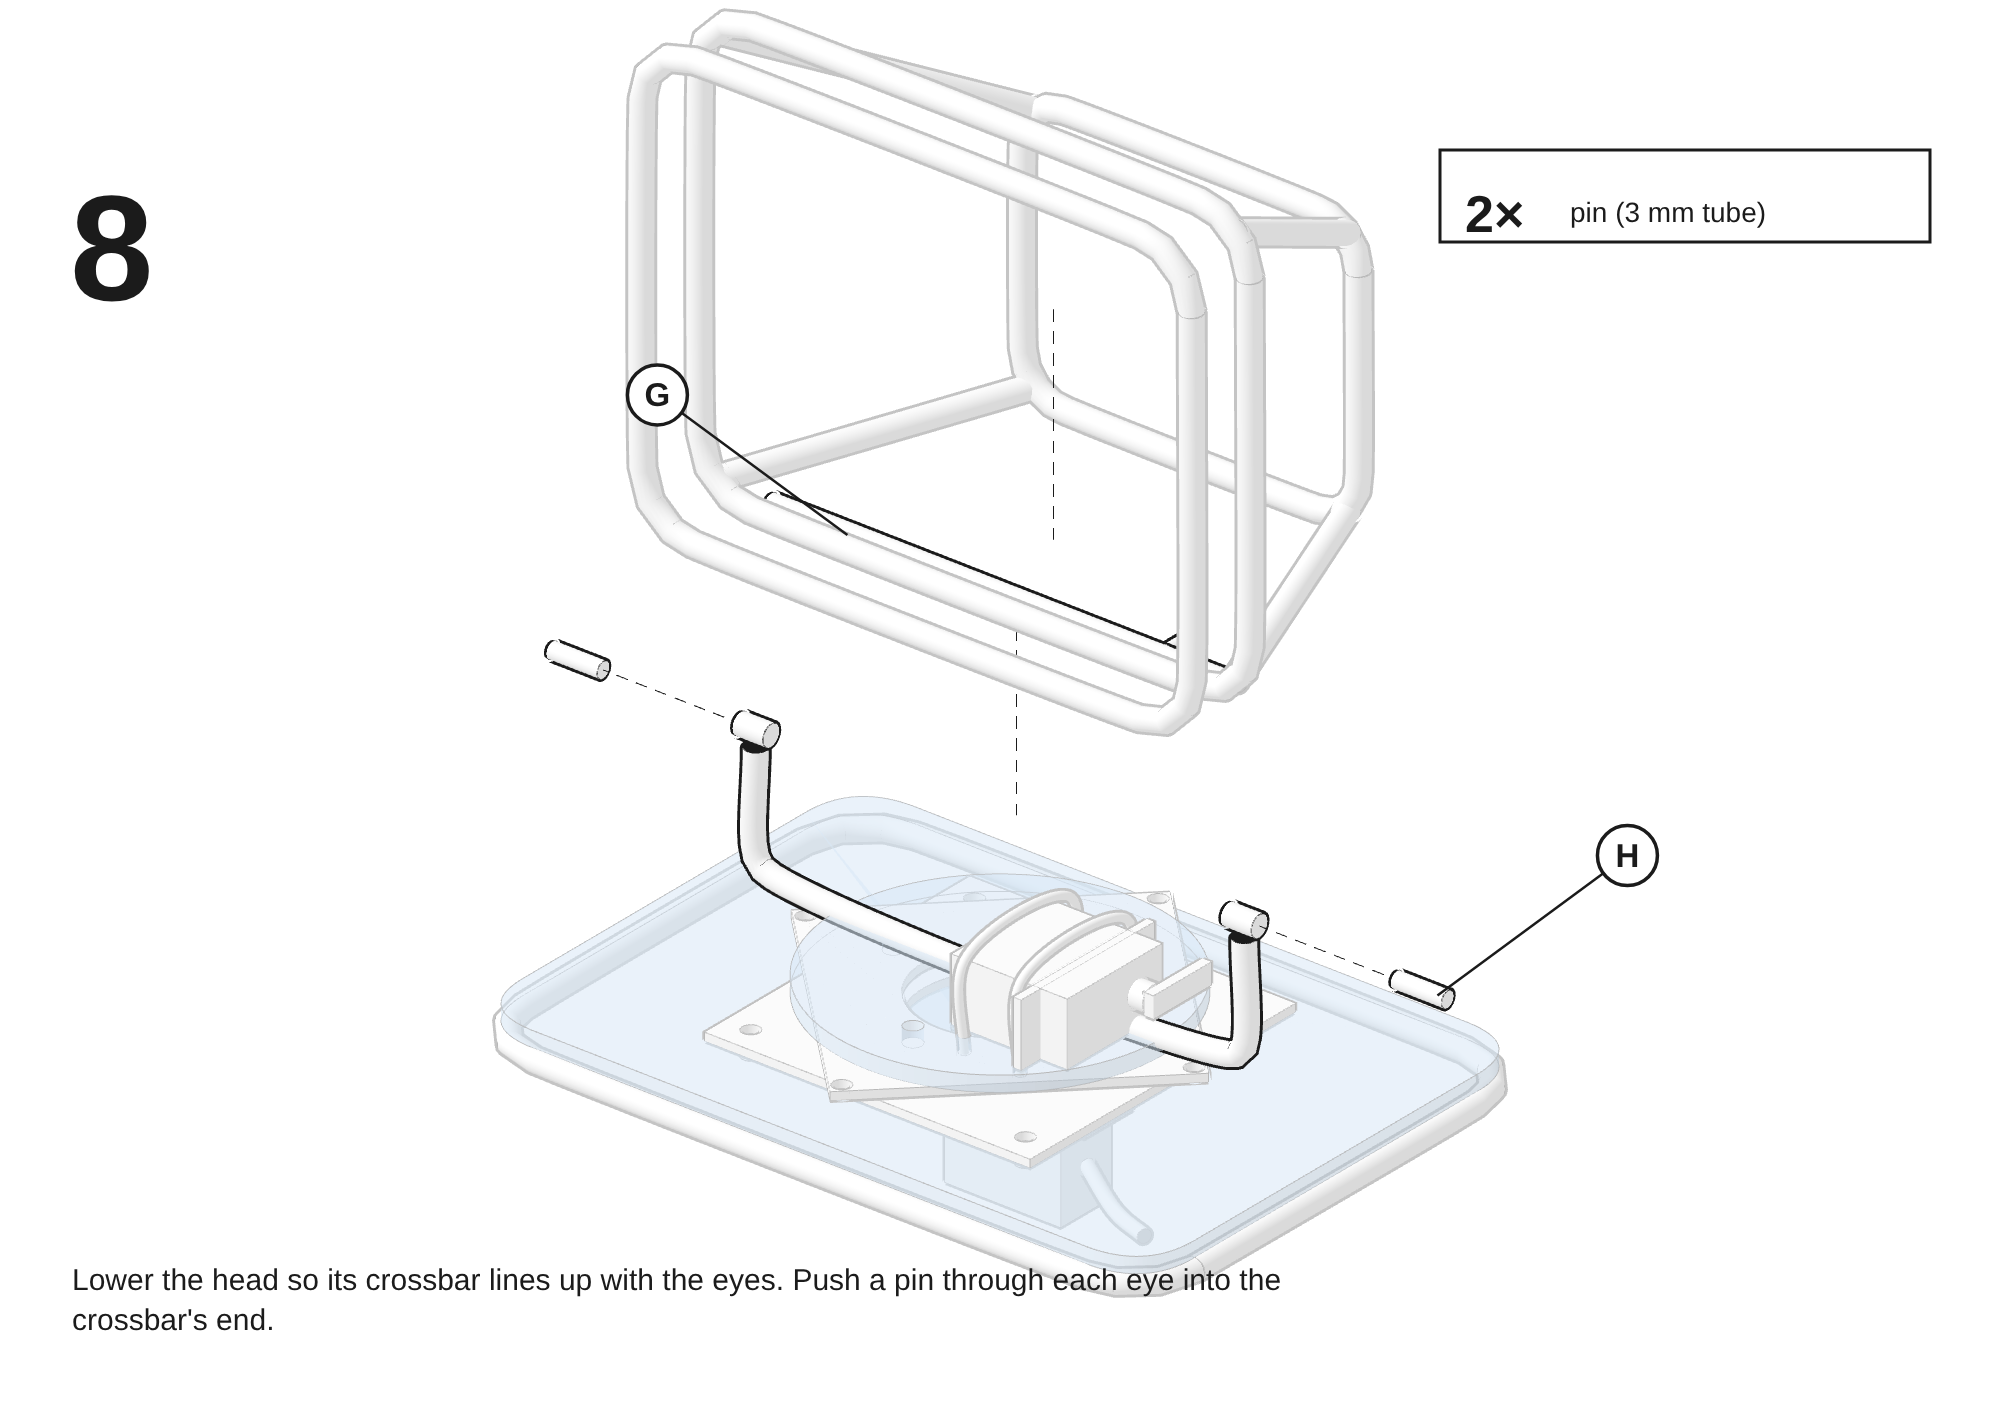 8
2× pin (3 mm tube)
G
H
Lower the head so its crossbar lines up with the eyes. Push a pin through each eye into the
crossbar's end.